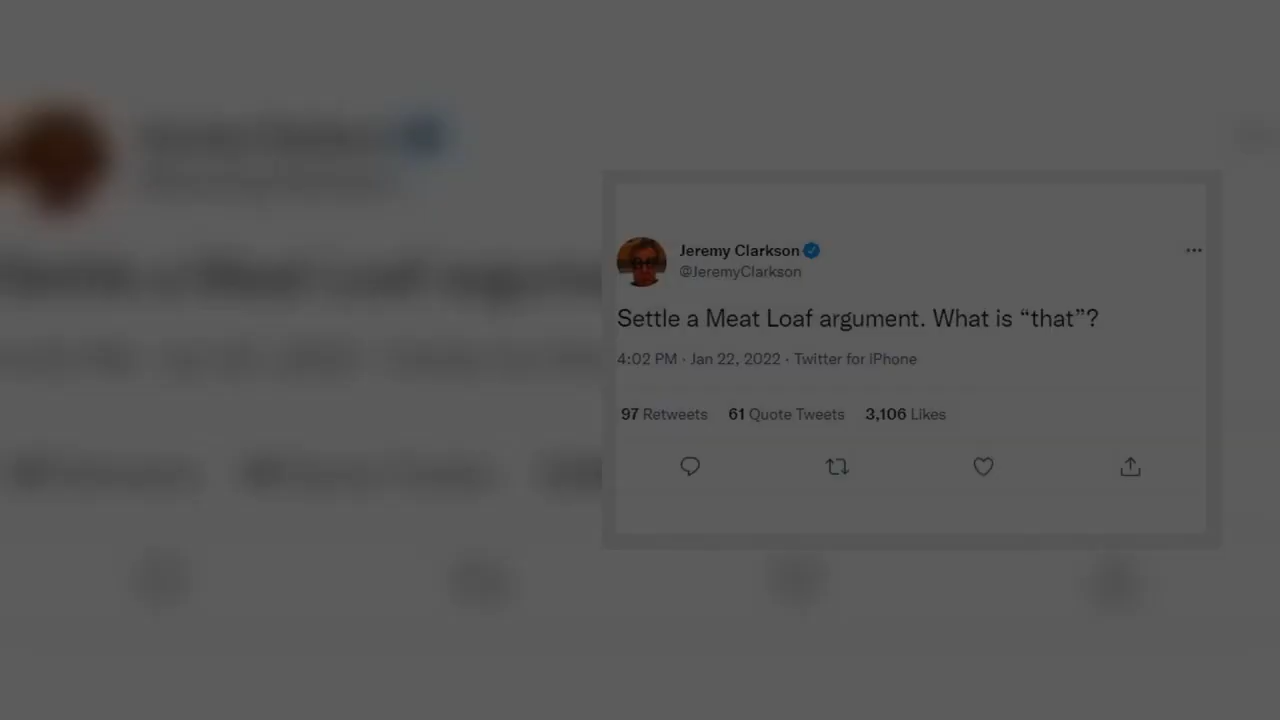 Jeremy Clarkson
@JeremyClarkson
Settle a Meat Loaf argument. What is “that”?
4:02 PM · Jan 22, 2022 · Twitter for iPhone
97 Retweets 61 Quote Tweets 3,106 Likes